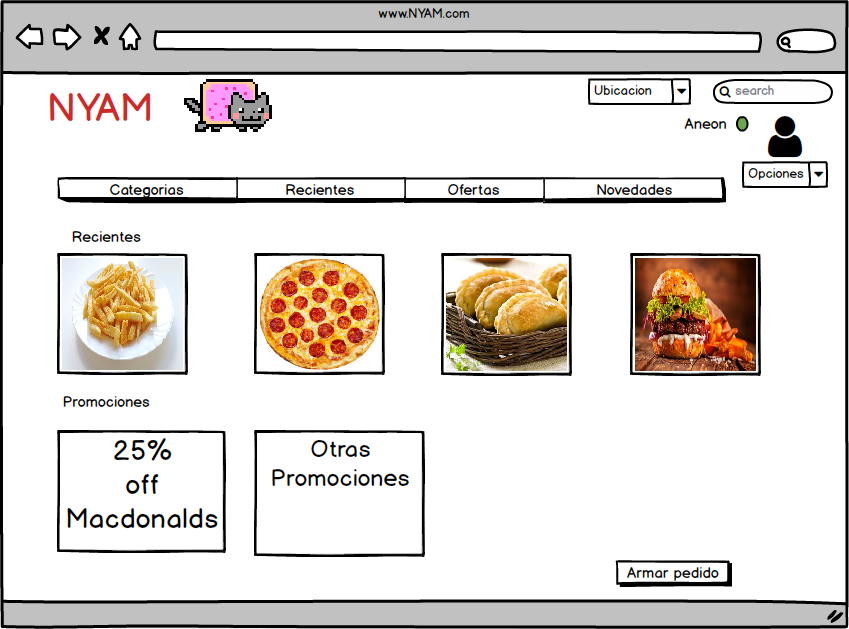 www.NYAM.com
NYAM
Ubicacion
search
Aneon
Opciones
Categorias
Recientes
Ofertas
Novedades
Recientes
Promociones
25%
off
Macdonalds
Otras
Promociones
Armar pedido